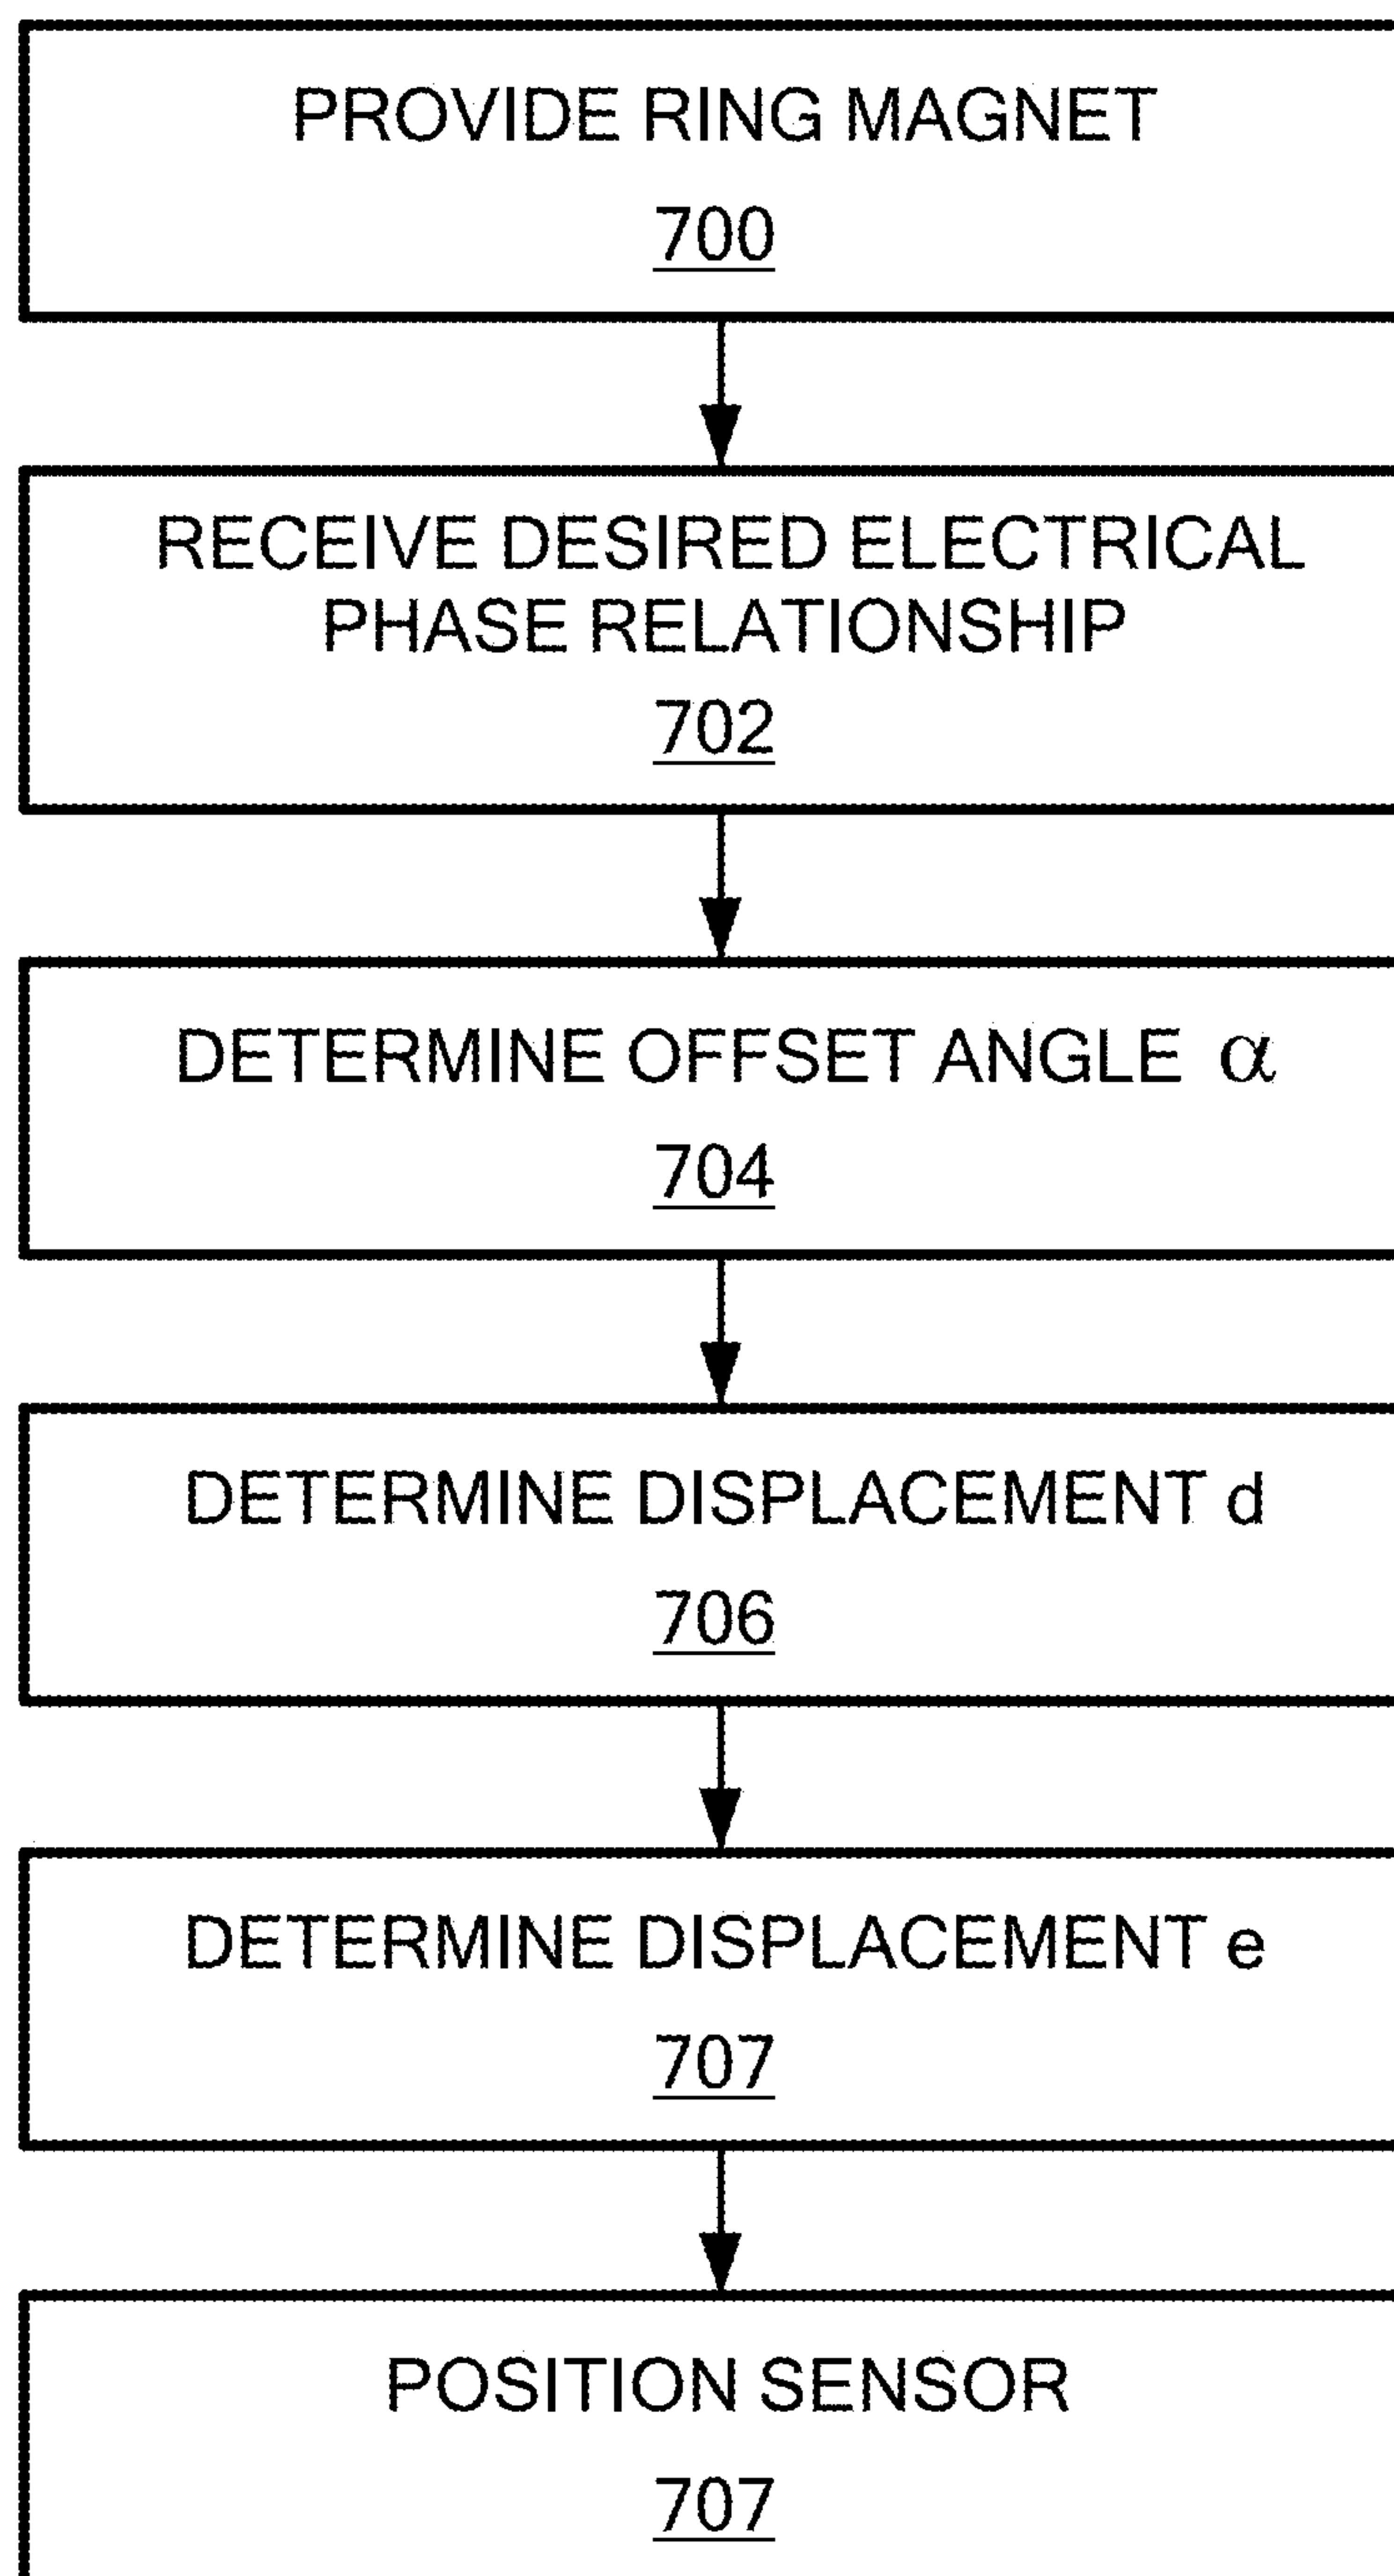 PROVIDE RING MAGNET
700
RECEIVE DESIRED ELECTRICAL
PHASE RELATIONSHIP
702
DETERMINE OFFSET ANGLE α
704
DETERMINE DISPLACEMENT d
706
DETERMINE DISPLACEMENT e
707
POSITION SENSOR
707